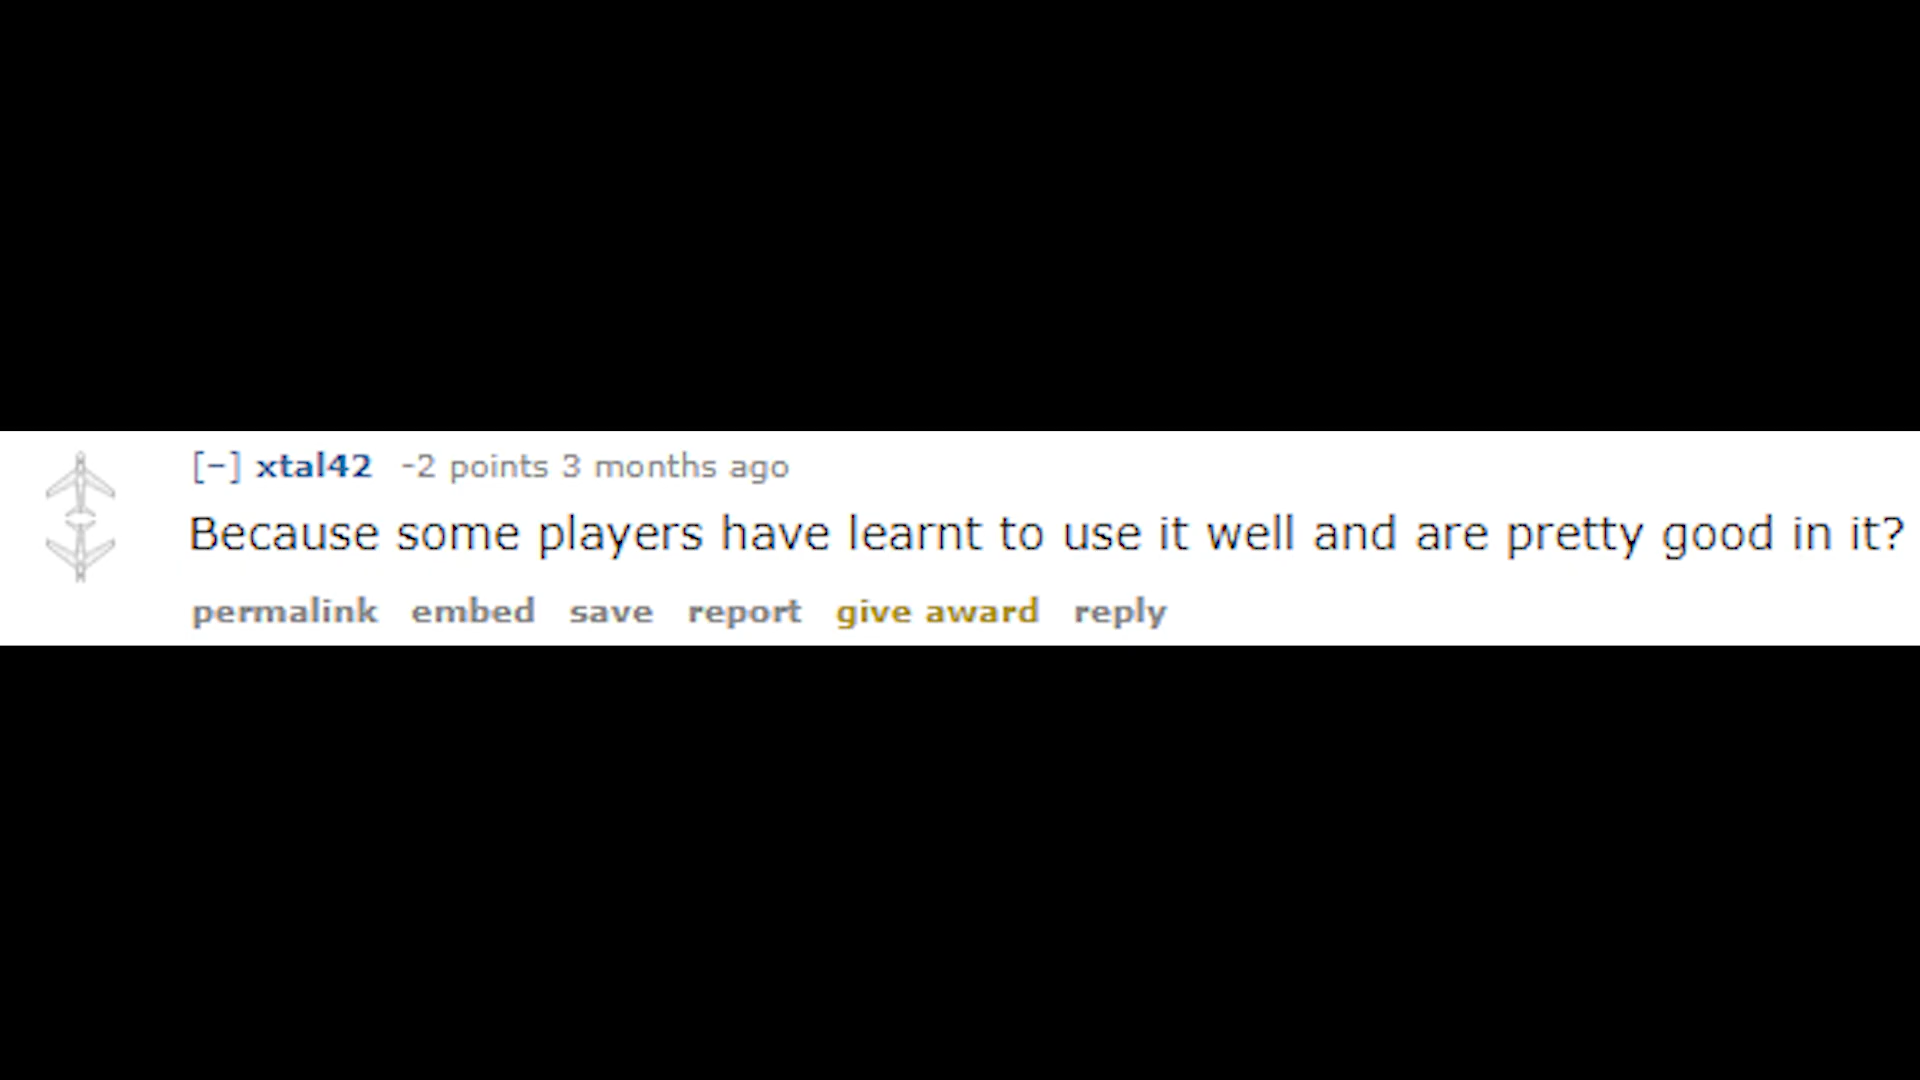 [–] xtal42 -2 points 3 months ago
Because some players have learnt to use it well and are pretty good in it?
permalink embed save report give award reply